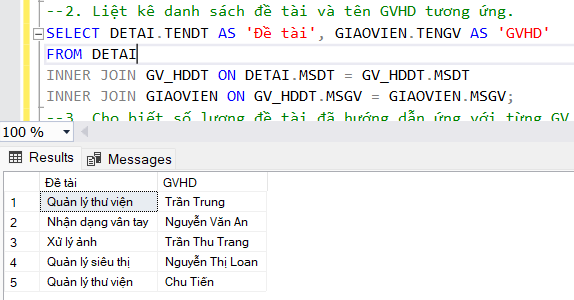 --2. Liệt kê danh sách đề tài và tên GVHD tương ứng.
SELECT DETAI.TENDT AS 'Đề tài', GIAOVIEN.TENGV AS 'GVHD'
FROM DETAI
INNER JOIN GV_HDDT ON DETAI.MSDT = GV_HDDT.MSDT
INNER JOIN GIAOVIEN ON GV_HDDT.MSGV = GIAOVIEN.MSGV;
--3. Cho biết số lượng đề tài đã hướng dẫn ứng với từng GV
100 %
Results Messages
Đề tài GVHD
1 Quản lý thư viện Trần Trung
2 Nhận dạng vân tay Nguyễn Văn An
3 Xử lý ảnh Trần Thu Trang
4 Quản lý siêu thị Nguyễn Thị Loan
5 Quản lý thư viện Chu Tiến